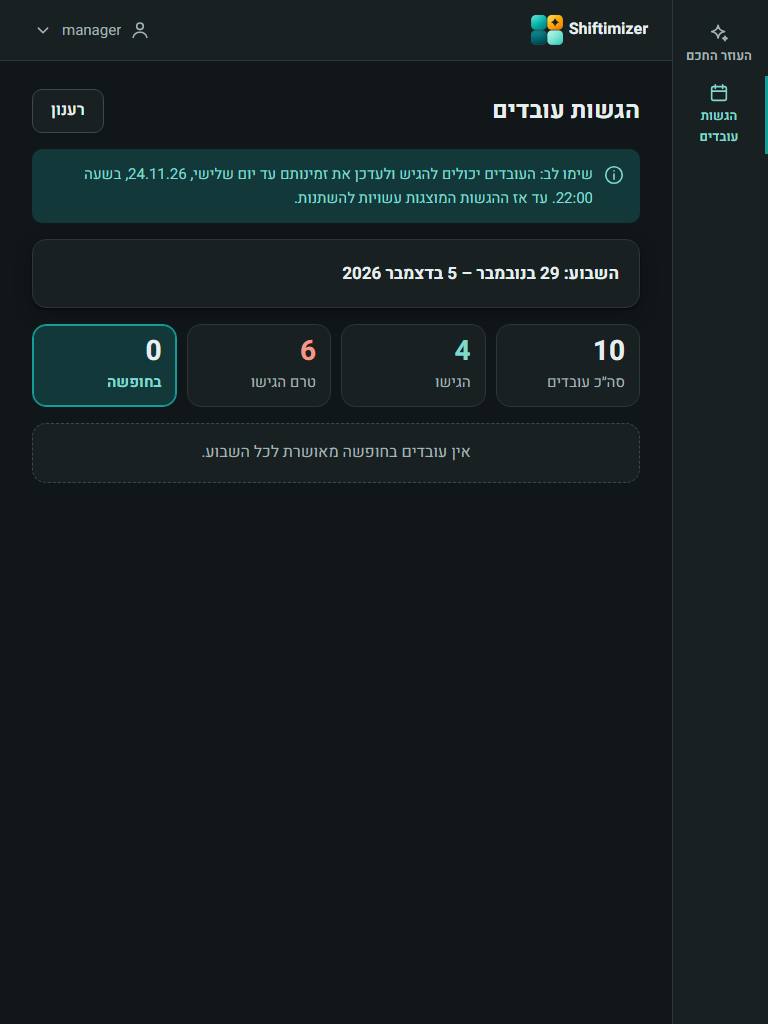 Shiftimizer
manager
העוזר החכם
הגשות
עובדים
הגשות עובדים
רענון
שימו לב: העובדים יכולים להגיש ולעדכן את זמינותם עד יום שלישי, 24.11.26, בשעה
22:00. עד אז ההגשות המוצגות עשויות להשתנות.
השבוע: 29 בנובמבר – 5 בדצמבר 2026
10
סה"כ עובדים
4
הגישו
6
טרם הגישו
0
בחופשה
אין עובדים בחופשה מאושרת לכל השבוע.